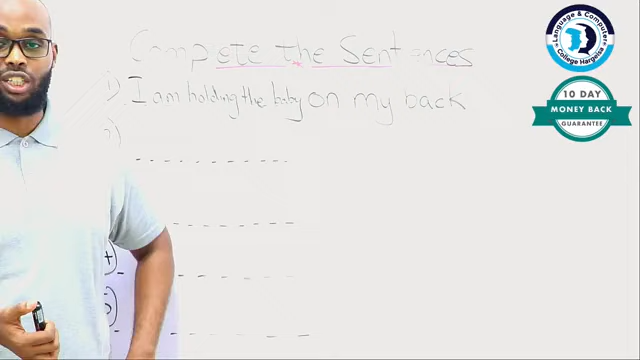 Complete the Sentences
1) I am holding the baby on my back
2)
Language & Computer
College Hargeisa
10 DAY
MONEY BACK
GUARANTEE